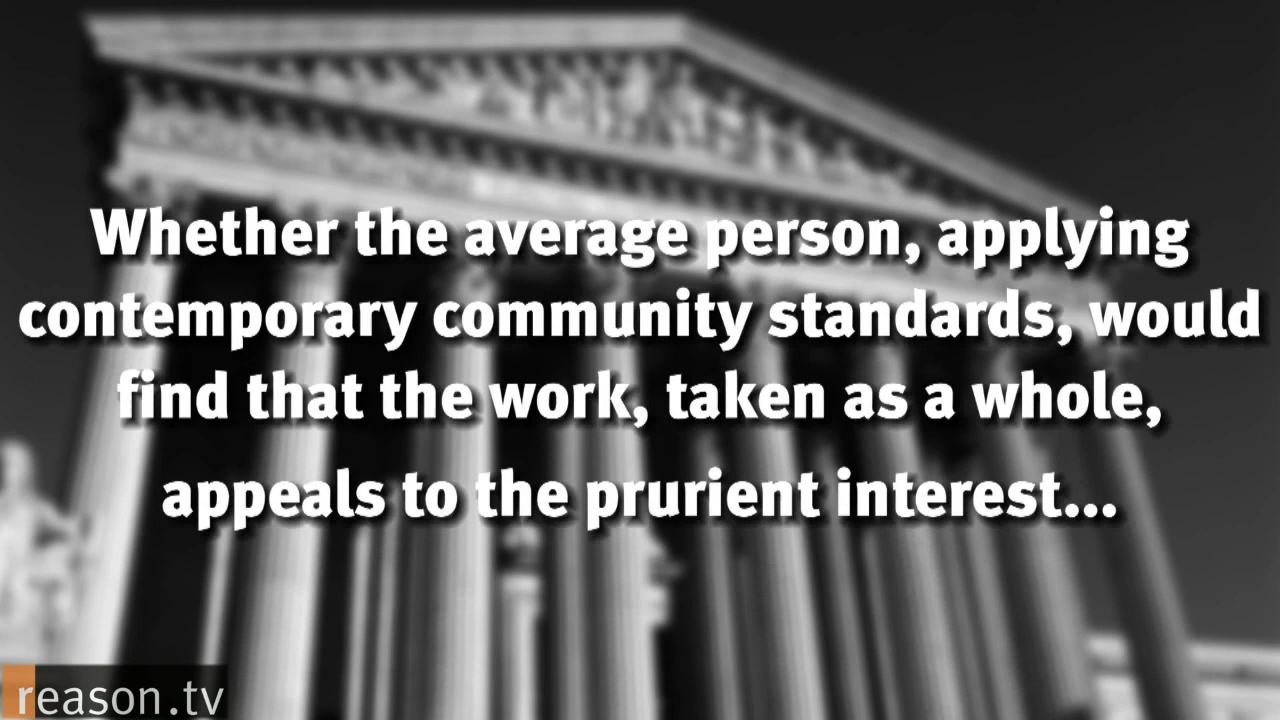 Whether the average person, applying
contemporary community standards, would
find that the work, taken as a whole,
appeals to the prurient interest...
reason.tv